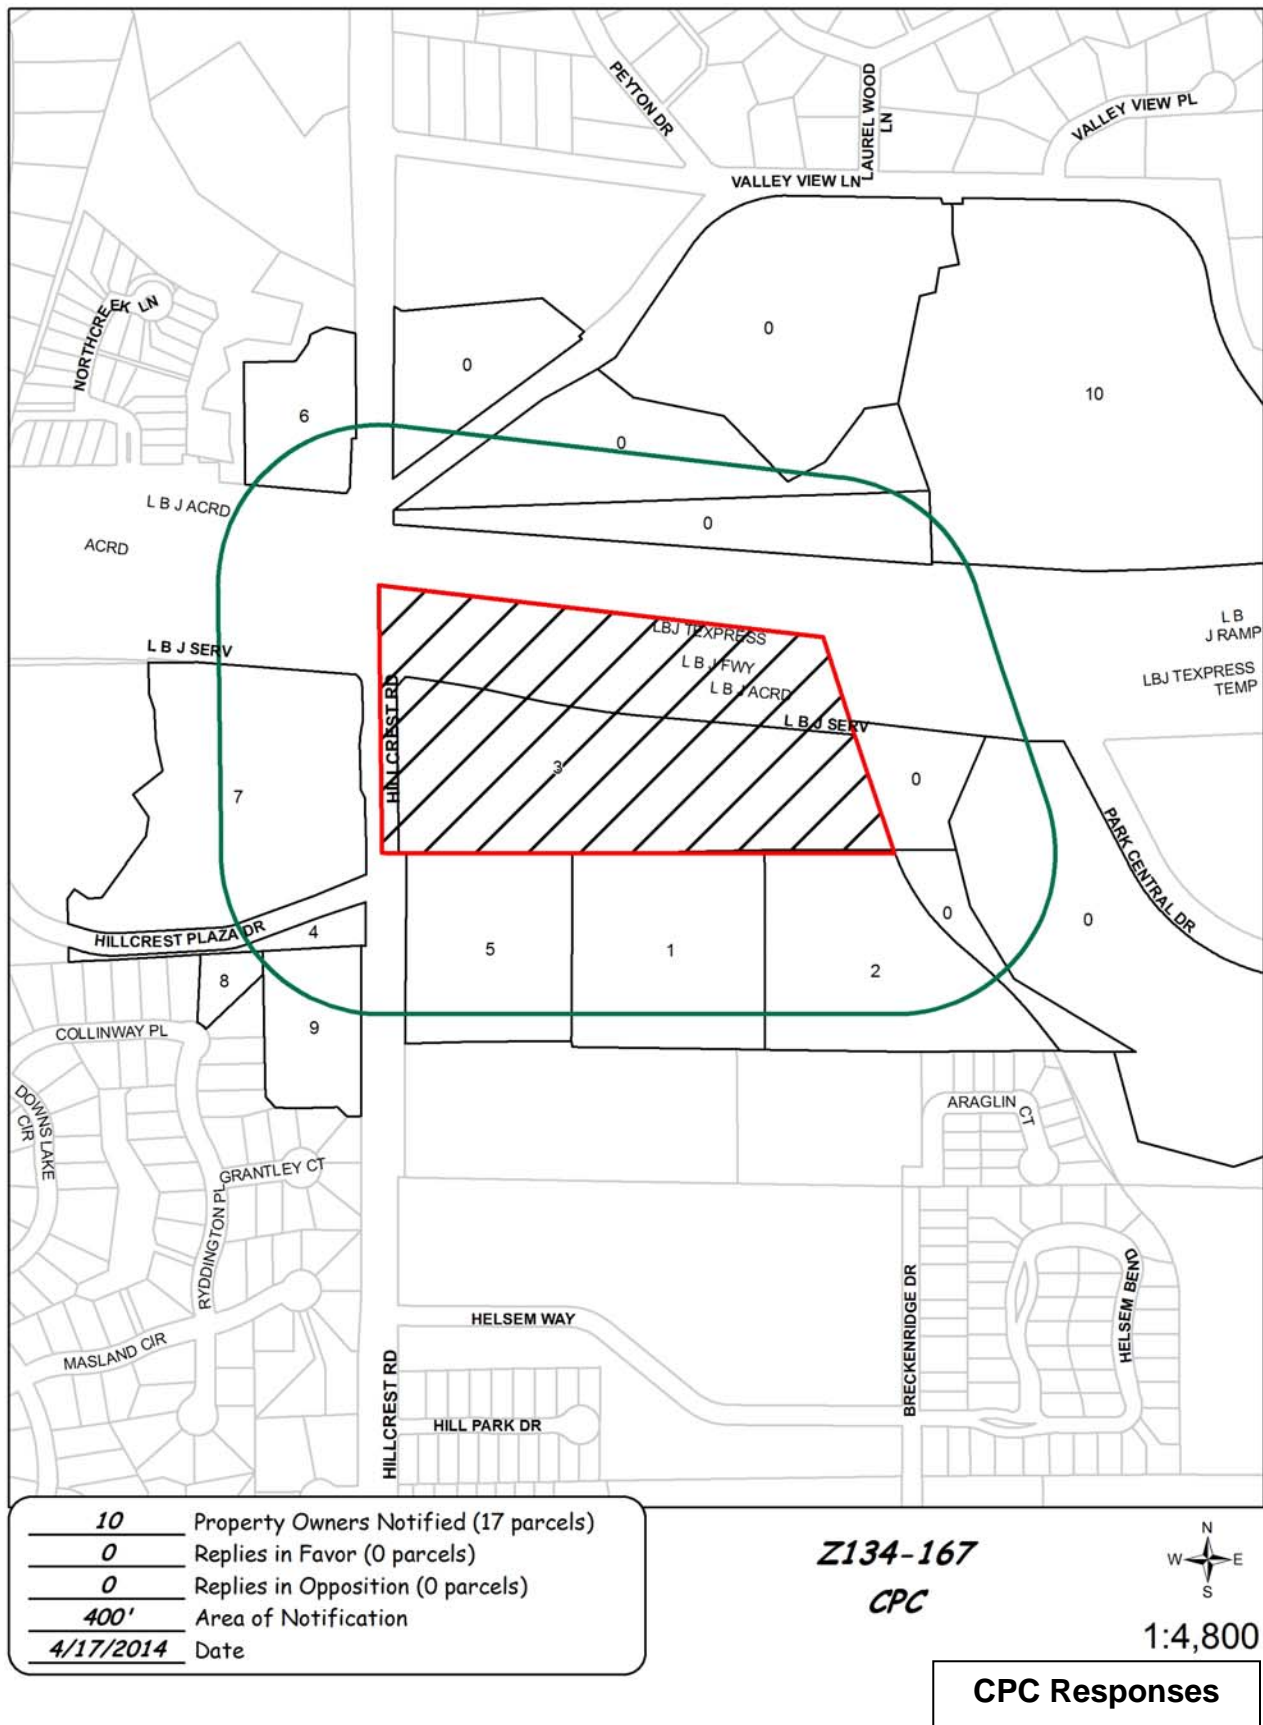 PEYTON DR
LAUREL WOOD
LN
VALLEY VIEW PL
VALLEY VIEW LN
NORTHCREEK LN
0
0
10
6
0
L B J ACRD
0
ACRD
L B
J RAMP
LBJ TEXPRESS
L B J SERV
L B J FWY
LBJ TEXPRESS
TEMP
L B J ACRD
HILLCREST RD
L B J SERV
3
0
7
PARK CENTRAL DR
0
0
HILLCREST PLAZA DR
4
5
1
2
8
9
COLLINWAY PL
DOWNS LAKE
CIR
ARAGLIN CT
GRANTLEY CT
RYDDINGTON PL
HELSEM BEND
BRECKENRIDGE DR
HELSEM WAY
MASLAND CIR
HILLCREST RD
HILL PARK DR
10 Property Owners Notified (17 parcels)
0 Replies in Favor (0 parcels)
0 Replies in Opposition (0 parcels)
400' Area of Notification
4/17/2014 Date
Z134-167
CPC
N
W E
S
1:4,800
CPC Responses